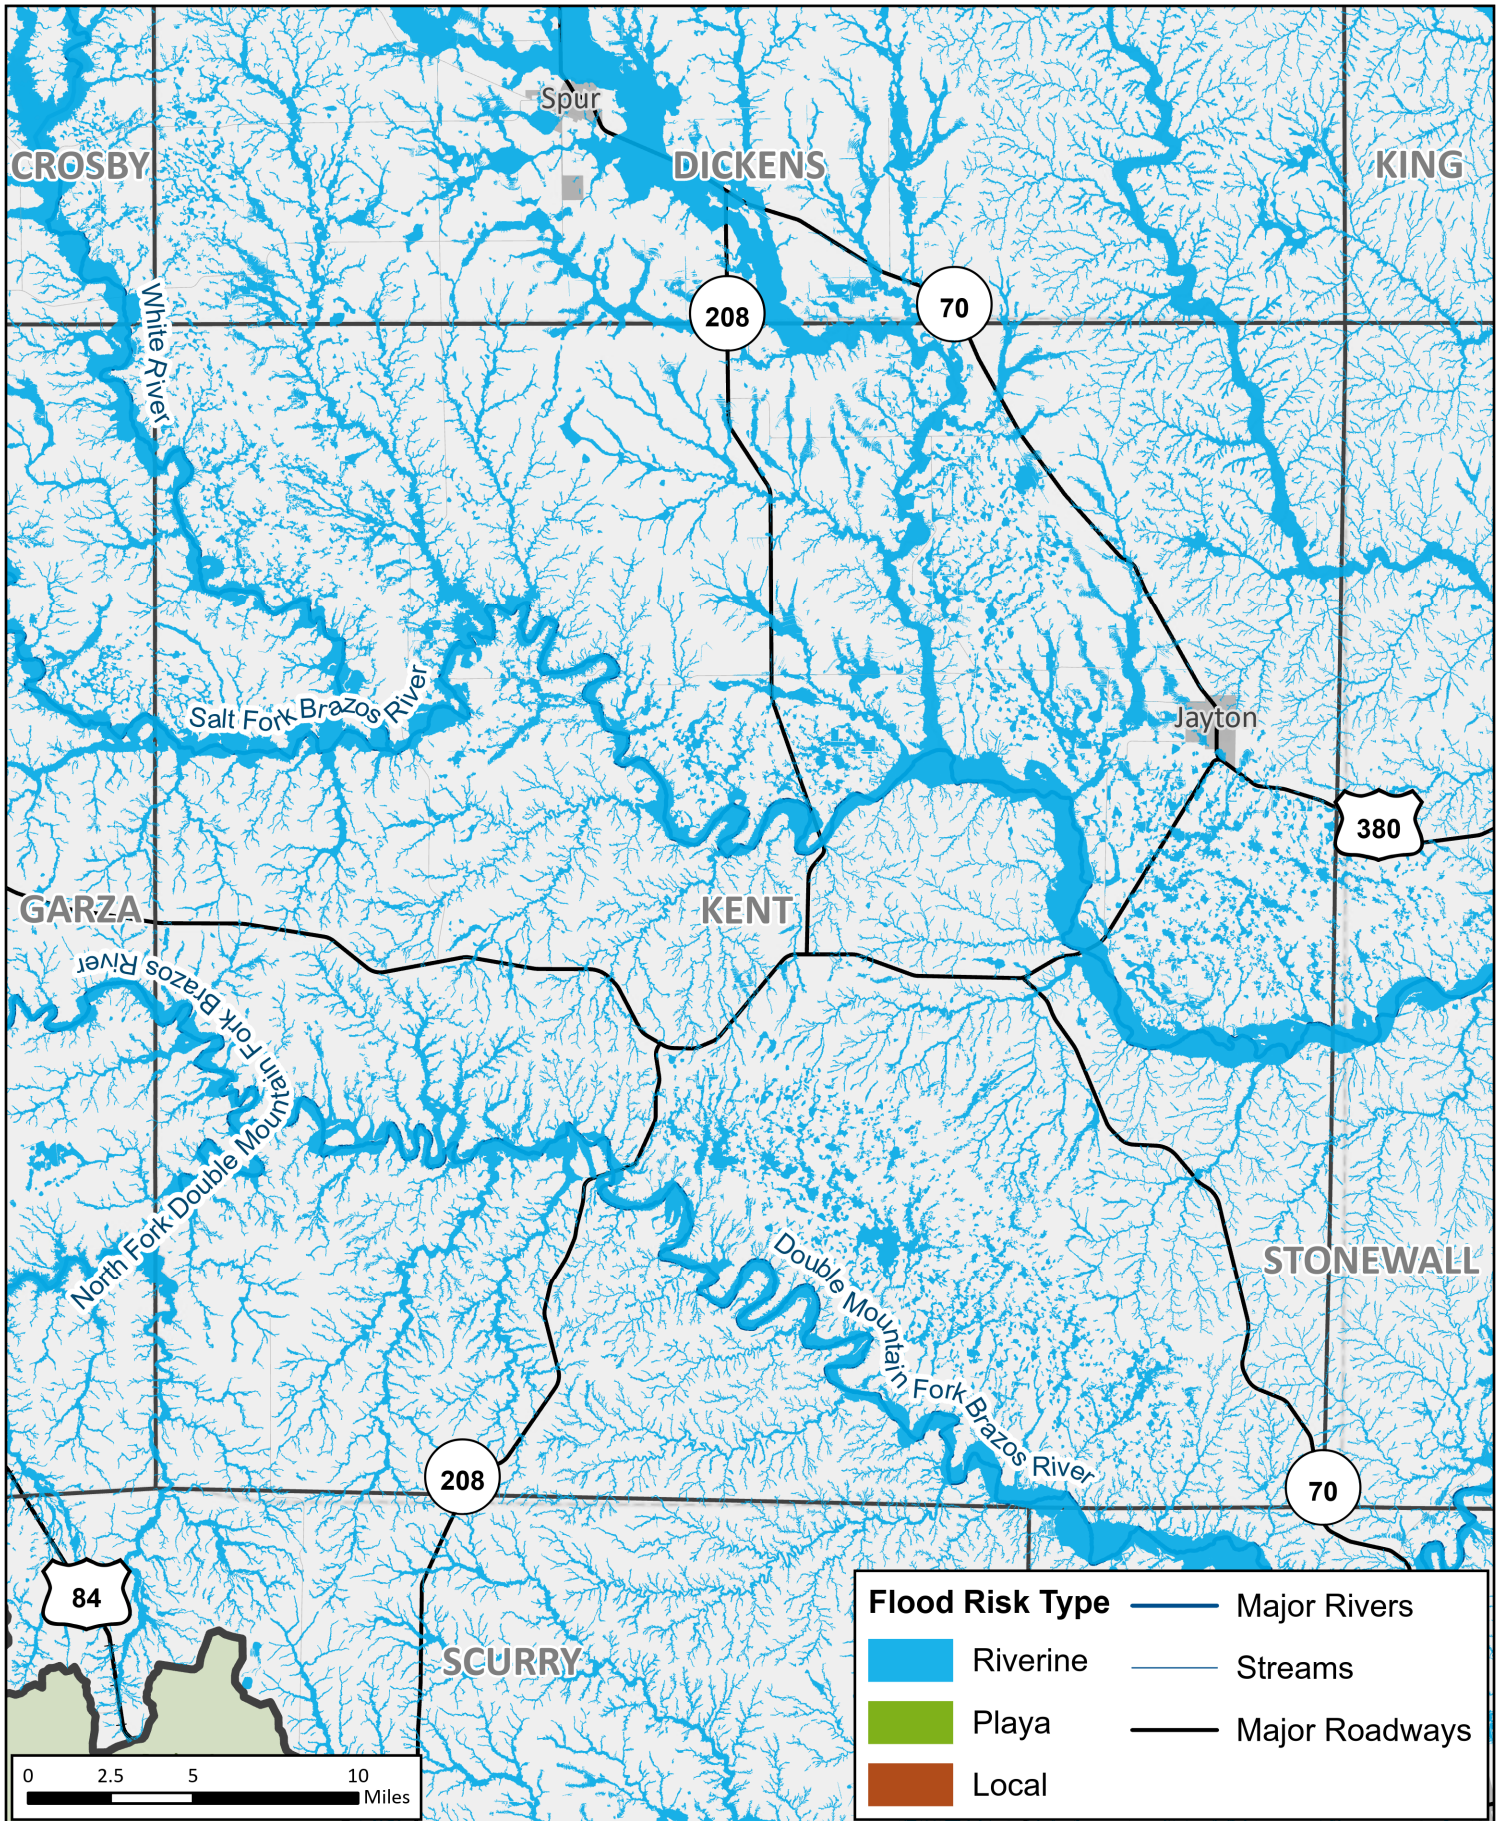 Spur
CROSBY
DICKENS
KING
White River
208
70
Salt Fork Brazos River
Jayton
380
GARZA
KENT
North Fork Double Mountain Fork Brazos River
Double Mountain Fork Brazos River
STONEWALL
208
70
84
SCURRY
Flood Risk Type
Riverine
Playa
Local
Major Rivers
Streams
Major Roadways
0 2.5 5 10
Miles